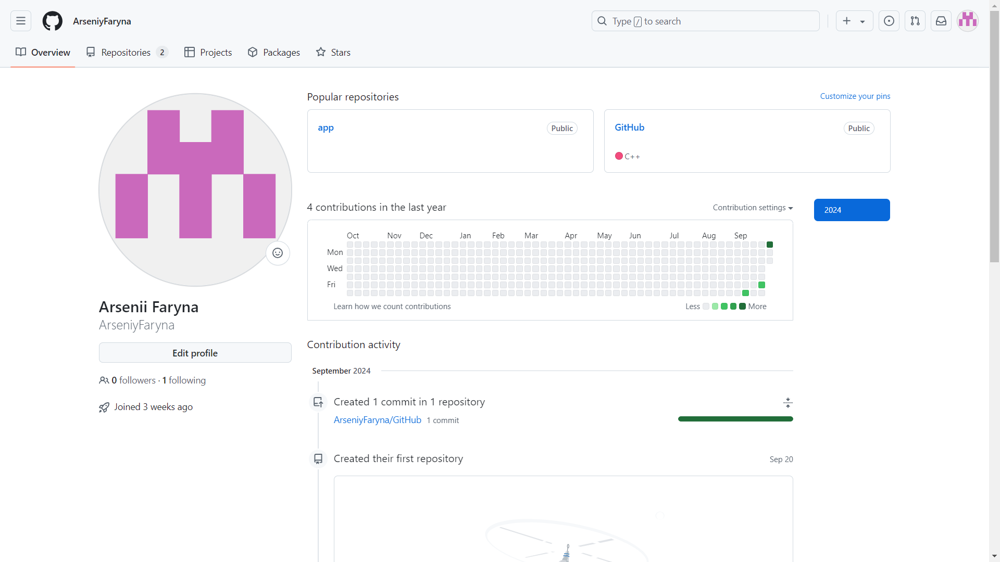 ArseniyFaryna
Type / to search
Overview
Repositories 2
Projects
Packages
Stars
Popular repositories
Customize your pins
app
Public
GitHub
Public
C++
4 contributions in the last year
Contribution settings
2024
Oct Nov Dec Jan Feb Mar Apr May Jun Jul Aug Sep
Mon
Wed
Fri
Learn how we count contributions
Less
More
Arsenii Faryna
ArseniyFaryna
Edit profile
0 followers · 1 following
Joined 3 weeks ago
Contribution activity
September 2024
Created 1 commit in 1 repository
ArseniyFaryna/GitHub 1 commit
Created their first repository
Sep 20